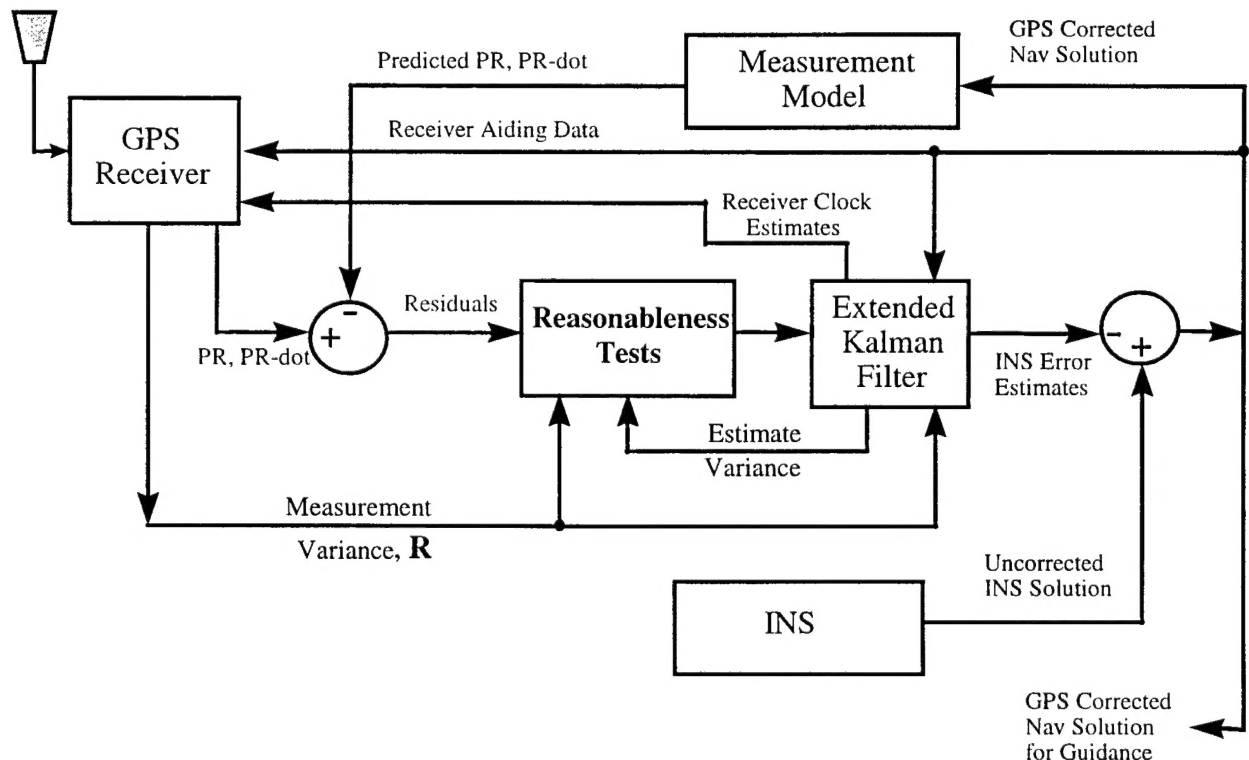 GPS Corrected
Nav Solution
Predicted PR, PR-dot
Measurement
Model
GPS
Receiver
Receiver Aiding Data
Receiver Clock
Estimates
-
+
PR, PR-dot
Residuals
Reasonableness
Tests
Extended
Kalman
Filter
-
+
INS Error
Estimates
Estimate
Variance
Measurement
Variance, R
Uncorrected
INS Solution
INS
GPS Corrected
Nav Solution
for Guidance